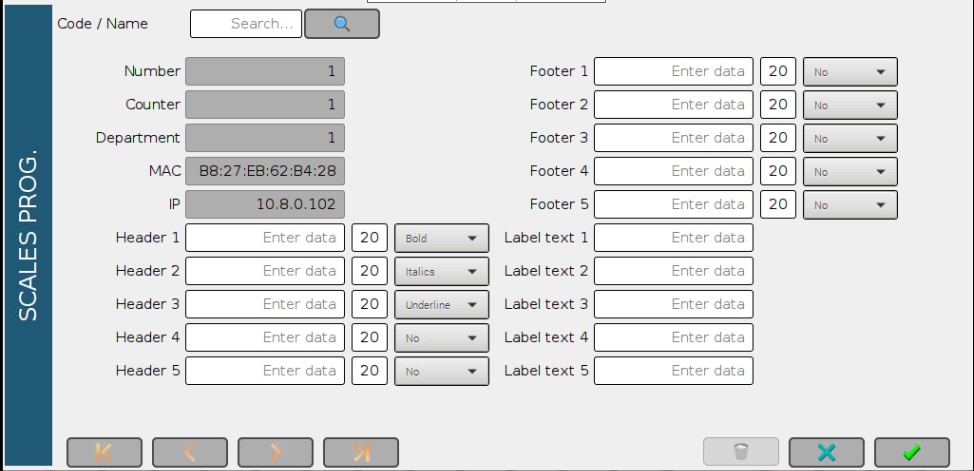 SCALES PROG.
Code / Name Search...
Number 1
Counter 1
Department 1
MAC B8:27:EB:62:B4:28
IP 10.8.0.102
Header 1 Enter data 20 Bold
Header 2 Enter data 20 Italics
Header 3 Enter data 20 Underline
Header 4 Enter data 20 No
Header 5 Enter data 20 No
Footer 1 Enter data 20 No
Footer 2 Enter data 20 No
Footer 3 Enter data 20 No
Footer 4 Enter data 20 No
Footer 5 Enter data 20 No
Label text 1 Enter data
Label text 2 Enter data
Label text 3 Enter data
Label text 4 Enter data
Label text 5 Enter data